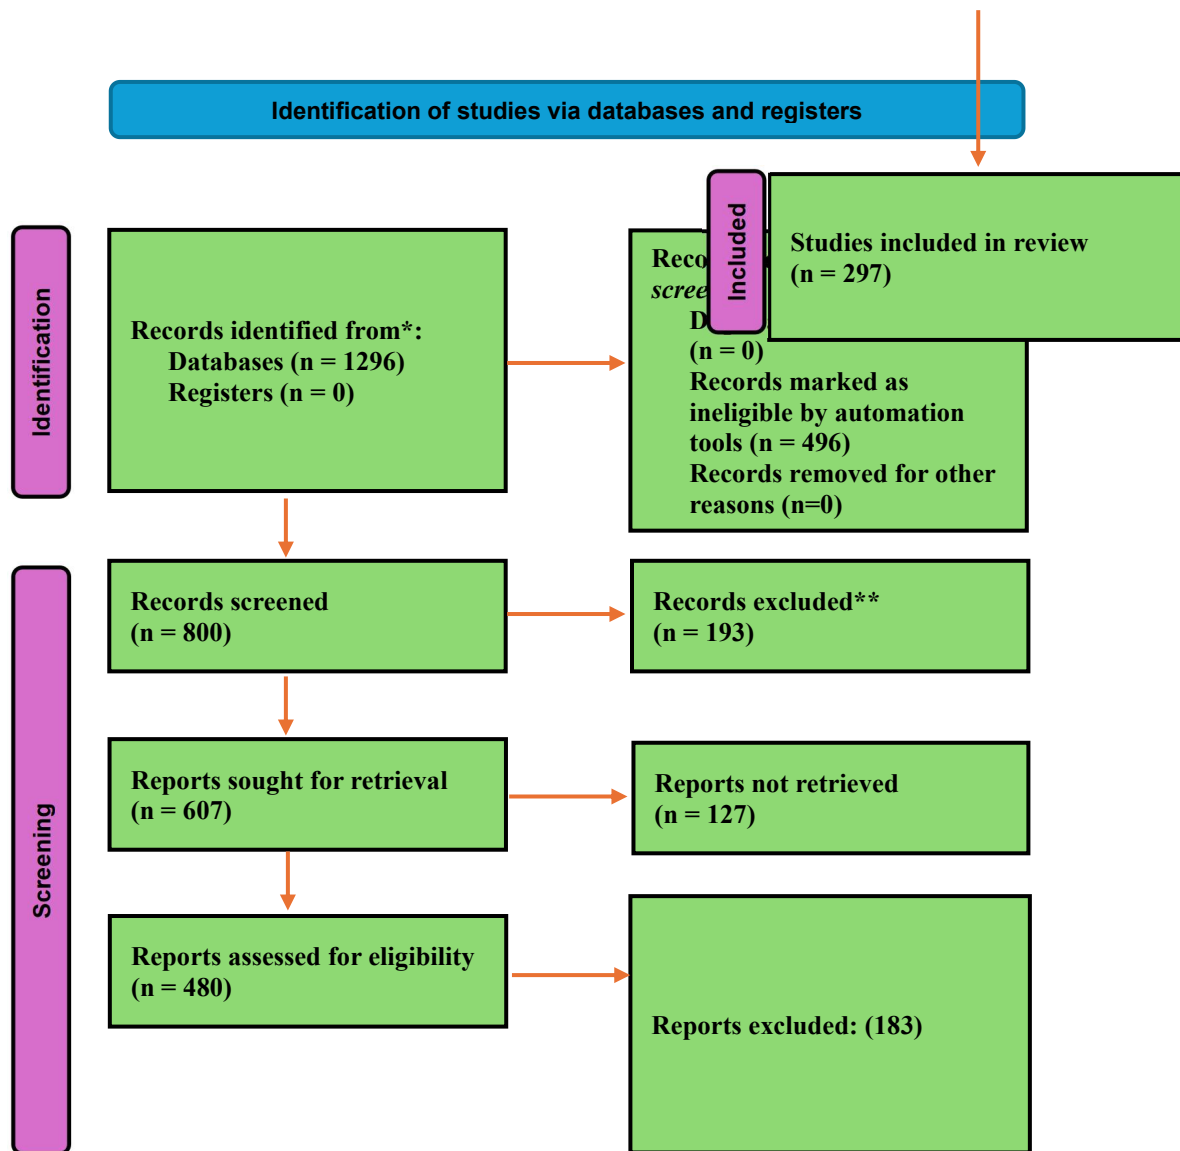 Identification of studies via databases and registers
Identification
Records identified from*:
Databases (n = 1296)
Registers (n = 0)
(n = 0)
Records marked as
ineligible by automation
tools (n = 496)
Records removed for other
reasons (n=0)
Included
Studies included in review
(n = 297)
Screening
Records screened
(n = 800)
Records excluded**
(n = 193)
Reports sought for retrieval
(n = 607)
Reports not retrieved
(n = 127)
Reports assessed for eligibility
(n = 480)
Reports excluded: (183)